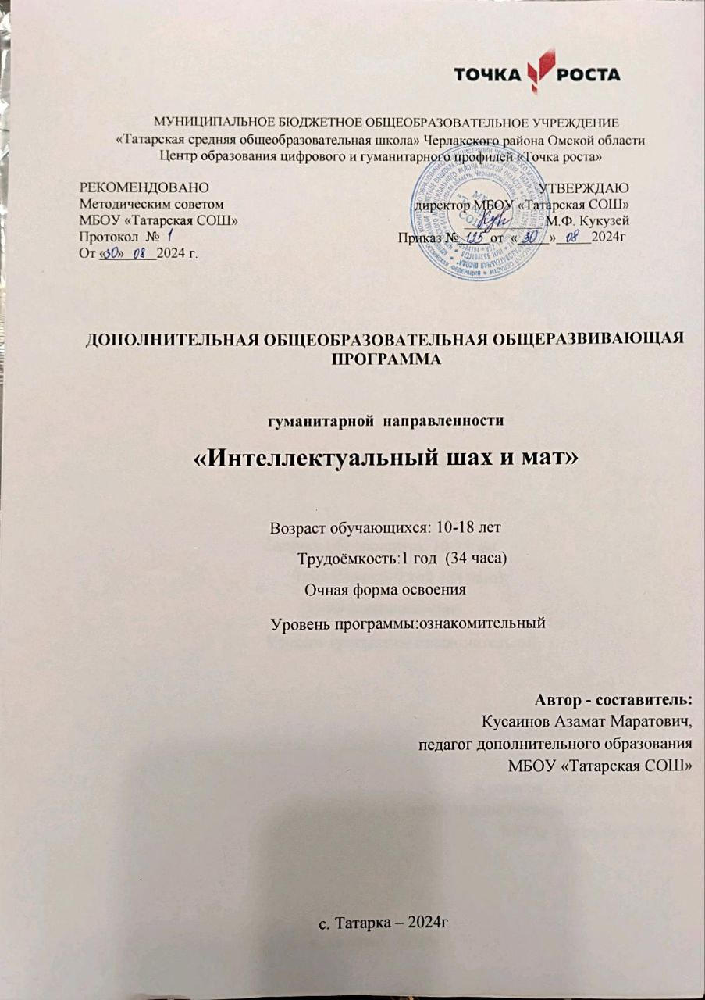 ТОЧКА РОСТА
МУНИЦИПАЛЬНОЕ БЮДЖЕТНОЕ ОБЩЕОБРАЗОВАТЕЛЬНОЕ УЧРЕЖДЕНИЕ
«Татарская средняя общеобразовательная школа» Черлакского района Омской области
Центр образования цифрового и гуманитарного профилей «Точка роста»
РЕКОМЕНДОВАНО
Методическим советом
МБОУ «Татарская СОШ»
Протокол № 1
От «30» 08 2024 г.
УТВЕРЖДАЮ
директор МБОУ «Татарская СОШ»
М.Ф. Кукузей
Приказ № 125 от «30» 08 2024г
ДОПОЛНИТЕЛЬНАЯ ОБЩЕОБРАЗОВАТЕЛЬНАЯ ОБЩЕРАЗВИВАЮЩАЯ
ПРОГРАММА
гуманитарной направленности
«Интеллектуальный шах и мат»
Возраст обучающихся: 10-18 лет
Трудоёмкость:1 год (34 часа)
Очная форма освоения
Уровень программы:ознакомительный
Автор - составитель:
Кусаинов Азамат Маратович,
педагог дополнительного образования
МБОУ «Татарская СОШ»
с. Татарка – 2024г